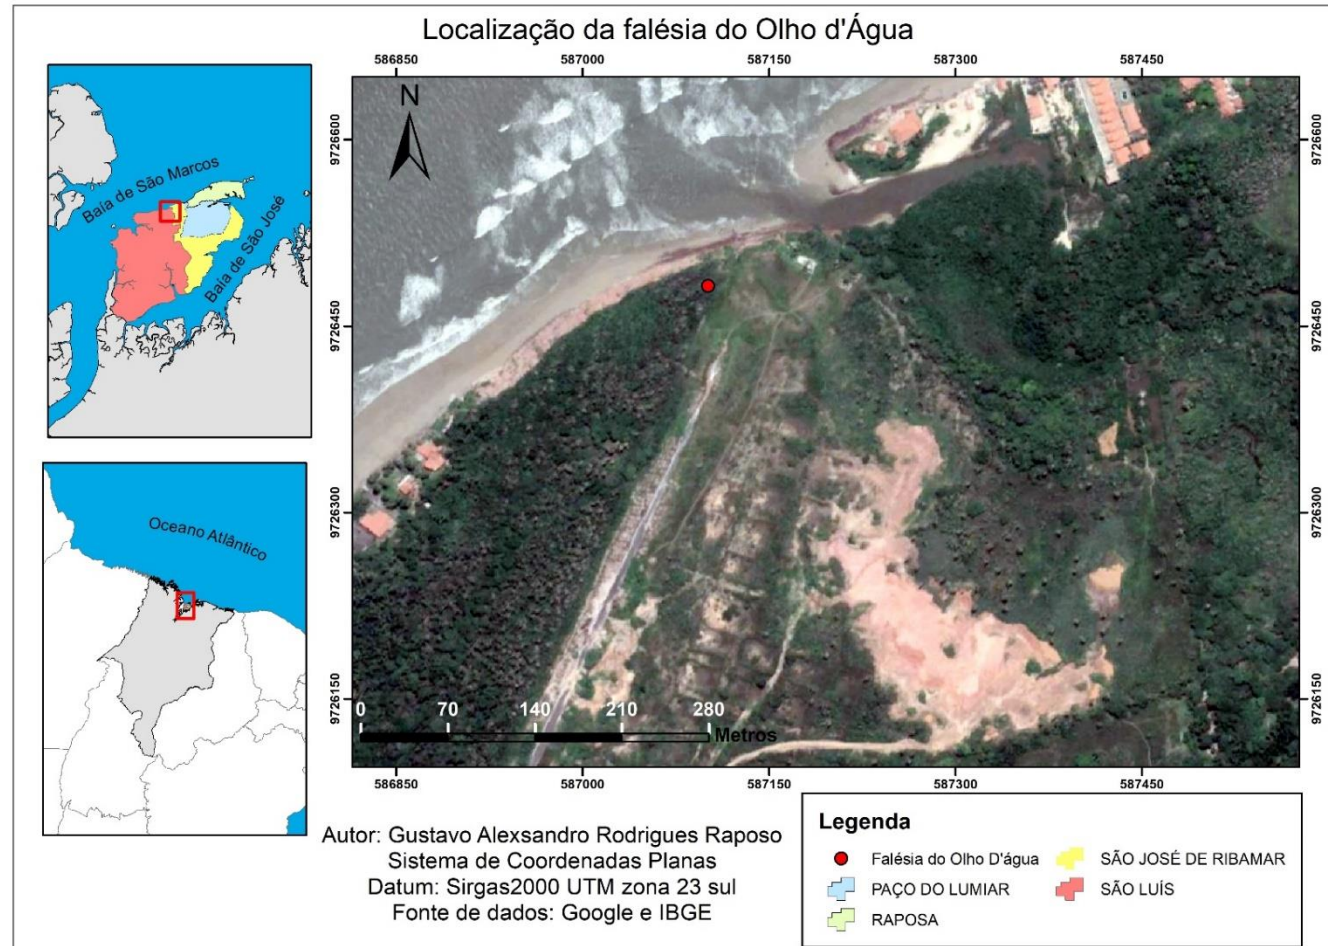 Localização da falésia do Olho d'Água
586850 587000 587150 587300 587450
N
9726600
9726450
9726300
9726150
9726600
9726450
9726300
9726150
Baía de São Marcos
Baía de São José
Oceano Atlântico
0 70 140 210 280
Metros
586850 587000 587150 587300 587450
Autor: Gustavo Alexsandro Rodrigues Raposo
Sistema de Coordenadas Planas
Datum: Sirgas2000 UTM zona 23 sul
Fonte de dados: Google e IBGE
Legenda
Falésia do Olho D'água
SÃO JOSÉ DE RIBAMAR
PAÇO DO LUMIAR
SÃO LUÍS
RAPOSA